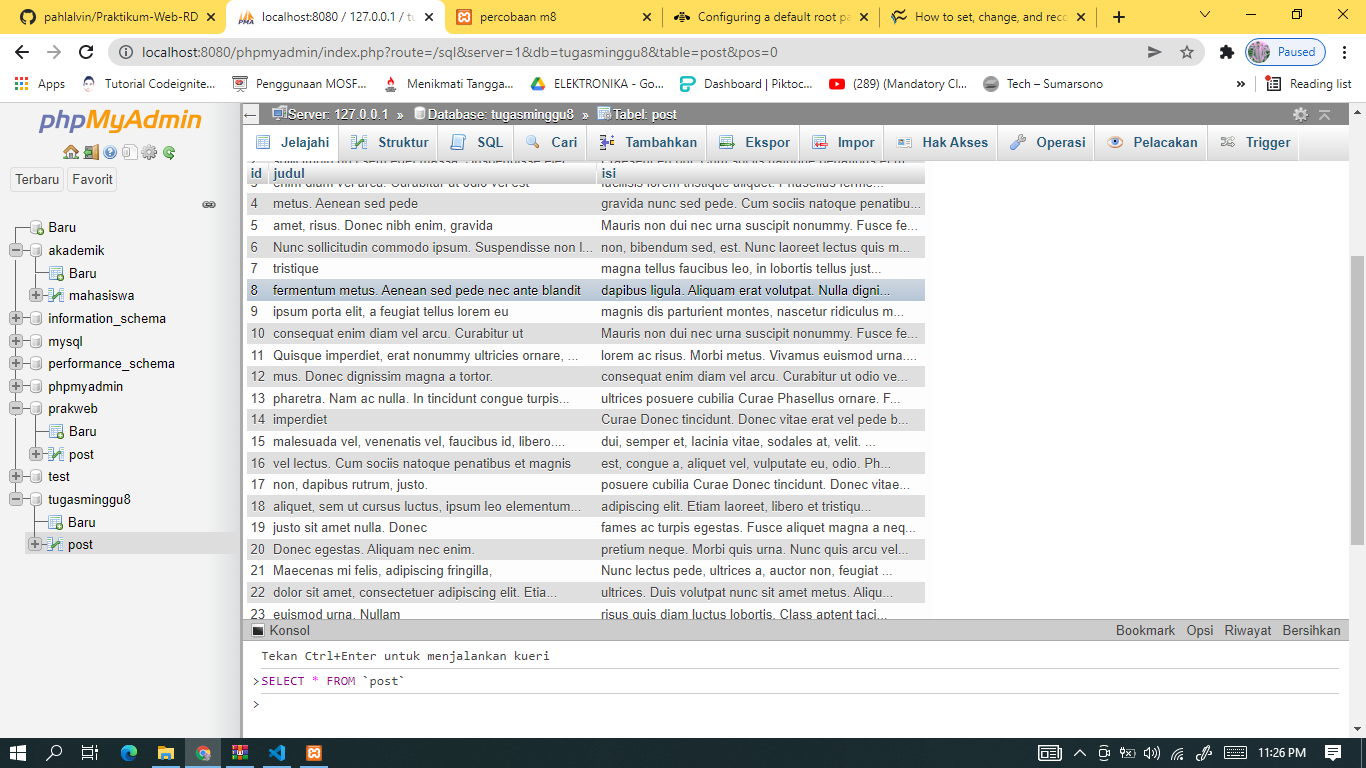 pahlalvin/Praktikum-Web-RD
localhost:8080 / 127.0.0.1 / tu
percobaan m8
Configuring a default root pa
How to set, change, and reco
localhost:8080/phpmyadmin/index.php?route=/sql&server=1&db=tugasminggu8&table=post&pos=0
Paused
Apps
Tutorial Codeignite...
Penggunaan MOSF...
Menikmati Tangga...
ELEKTRONIKA - Go...
Dashboard | Piktoc...
(289) (Mandatory Cl...
Tech – Sumarsono
»
Reading list
phpMyAdmin
Terbaru
Favorit
Baru
akademik
Baru
mahasiswa
information_schema
mysql
performance_schema
phpmyadmin
prakweb
Baru
post
test
tugasminggu8
Baru
post
Server: 127.0.0.1 » Database: tugasminggu8 » Tabel: post
Jelajahi
Struktur
SQL
Cari
Tambahkan
Ekspor
Impor
Hak Akses
Operasi
Pelacakan
Trigger
id judul isi
3 enim diam vel arcu. Curabitur ut odio vel est facilisis lorem tristique aliquet. Phasellus ferme...
4 metus. Aenean sed pede gravida nunc sed pede. Cum sociis natoque penatibu...
5 amet, risus. Donec nibh enim, gravida Mauris non dui nec urna suscipit nonummy. Fusce fe...
6 Nunc sollicitudin commodo ipsum. Suspendisse non l... non, bibendum sed, est. Nunc laoreet lectus quis m...
7 tristique magna tellus faucibus leo, in lobortis tellus just...
8 fermentum metus. Aenean sed pede nec ante blandit dapibus ligula. Aliquam erat volutpat. Nulla digni...
9 ipsum porta elit, a feugiat tellus lorem eu magnis dis parturient montes, nascetur ridiculus m...
10 consequat enim diam vel arcu. Curabitur ut Mauris non dui nec urna suscipit nonummy. Fusce fe...
11 Quisque imperdiet, erat nonummy ultricies ornare, ... lorem ac risus. Morbi metus. Vivamus euismod urna....
12 mus. Donec dignissim magna a tortor. consequat enim diam vel arcu. Curabitur ut odio ve...
13 pharetra. Nam ac nulla. In tincidunt congue turpis... ultrices posuere cubilia Curae Phasellus ornare. F...
14 imperdiet Curae Donec tincidunt. Donec vitae erat vel pede b...
15 malesuada vel, venenatis vel, faucibus id, libero.... dui, semper et, lacinia vitae, sodales at, velit. ...
16 vel lectus. Cum sociis natoque penatibus et magnis est, congue a, aliquet vel, vulputate eu, odio. Ph...
17 non, dapibus rutrum, justo. posuere cubilia Curae Donec tincidunt. Donec vitae...
18 aliquet, sem ut cursus luctus, ipsum leo elementum... adipiscing elit. Etiam laoreet, libero et tristiqu...
19 justo sit amet nulla. Donec fames ac turpis egestas. Fusce aliquet magna a neq...
20 Donec egestas. Aliquam nec enim. pretium neque. Morbi quis urna. Nunc quis arcu vel...
21 Maecenas mi felis, adipiscing fringilla, Nunc lectus pede, ultrices a, auctor non, feugiat ...
22 dolor sit amet, consectetuer adipiscing elit. Etia... ultrices. Duis volutpat nunc sit amet metus. Aliqu...
23 euismod urna. Nullam risus quis diam luctus lobortis. Class aptent taci...
Konsol
Bookmark Opsi Riwayat Bersihkan
Tekan Ctrl+Enter untuk menjalankan kueri
>SELECT * FROM `post`
>
11:26 PM